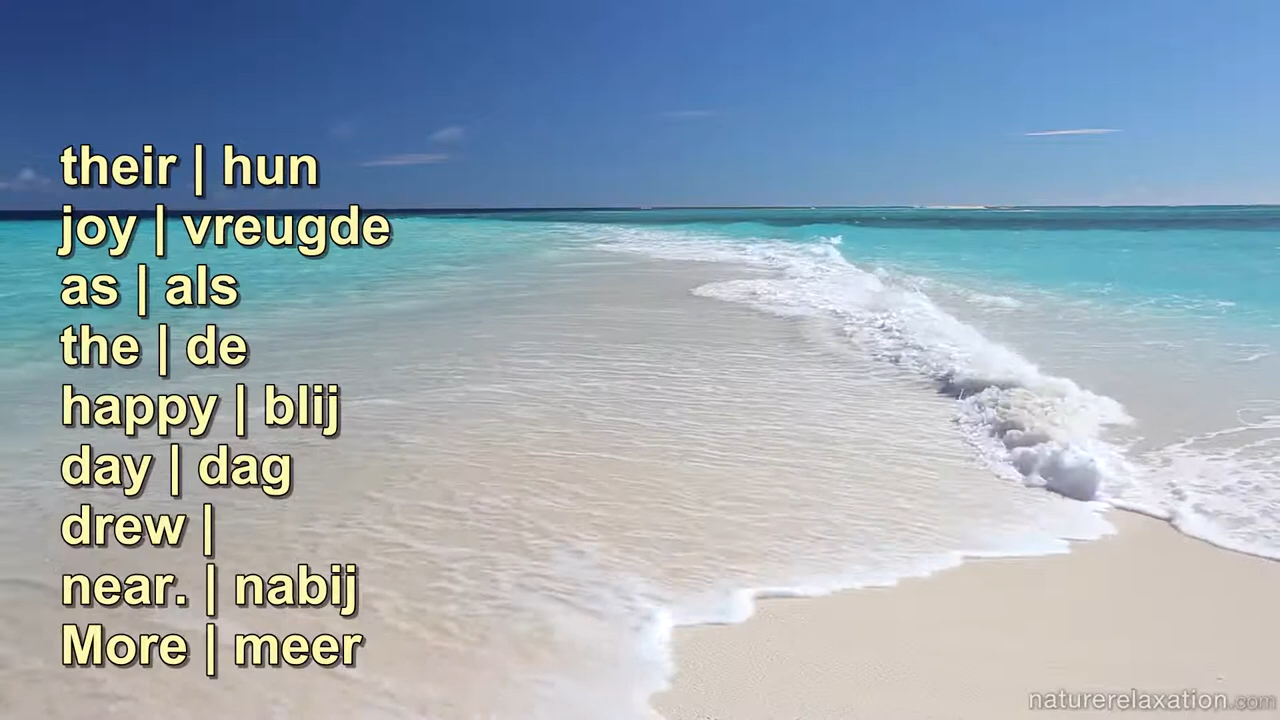 their | hun
joy | vreugde
as | als
the | de
happy | blij
day | dag
drew |
near. | nabij
More | meer
naturerelaxation.com